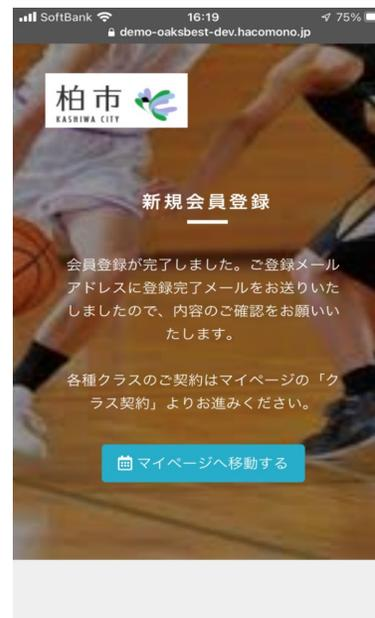 SoftBank 16:19 75%
demo-oaksbest-dev.hacomono.jp
柏市
KASHIWA CITY
新規会員登録
会員登録が完了しました。ご登録メール
アドレスに登録完了メールをお送りいた
しましたので、内容のご確認をお願いい
たします。
各種クラスのご契約はマイページの「ク
ラス契約」よりお進みください。
マイページへ移動する